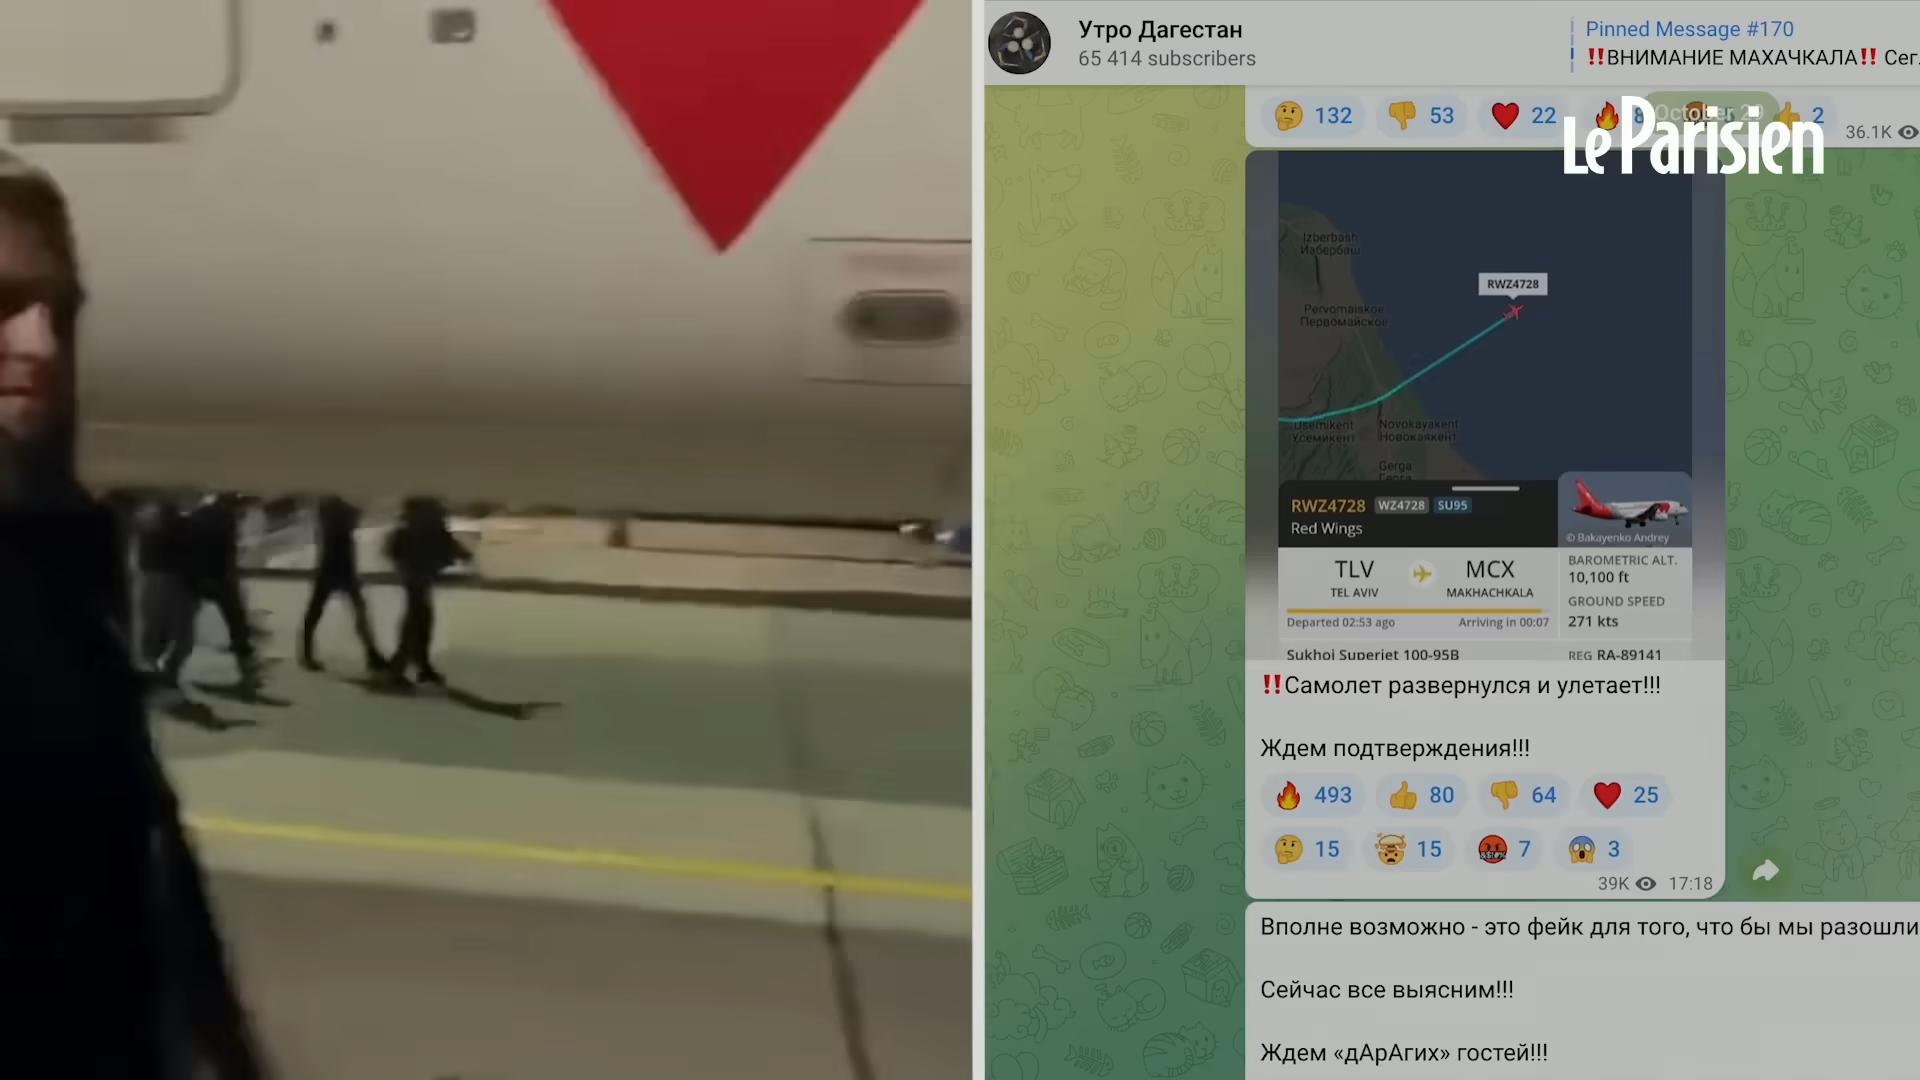 Утро Дагестан
65 414 subscribers
Pinned Message #170
‼️ВНИМАНИЕ МАХАЧКАЛА‼️
132 53 22 2
October
36.1K
Le Parisien
Izberbash
Избербаш
RWZ4728
Pervomaiskoe
Первомайское
Usemikent
Усемикент
Novokayakent
Новокаякент
Gerga
RWZ4728 WZ4728 SU95
Red Wings
© Bakayenko Andrey
TLV
TEL AVIV
MCX
MAKHACHKALA
Departed 02:53 ago
Arriving in 00:07
BAROMETRIC ALT.
10,100 ft
GROUND SPEED
271 kts
Sukhoi Superjet 100-95B
REG RA-89141
‼️Самолет развернулся и улетает!!!
Ждем подтверждения!!!
493 80 64 25
15 15 7 3
39K 17:18
Вполне возможно - это фейк для того, что бы мы разошли
Сейчас все выясним!!!
Ждем «дАрАгих» гостей!!!